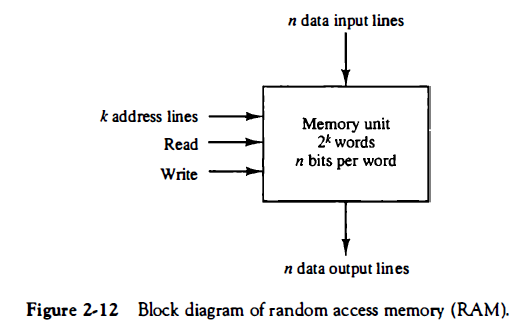 n data input lines
k address lines
Read
Write
Memory unit
2ᵏ words
n bits per word
n data output lines
Figure 2-12 Block diagram of random access memory (RAM).